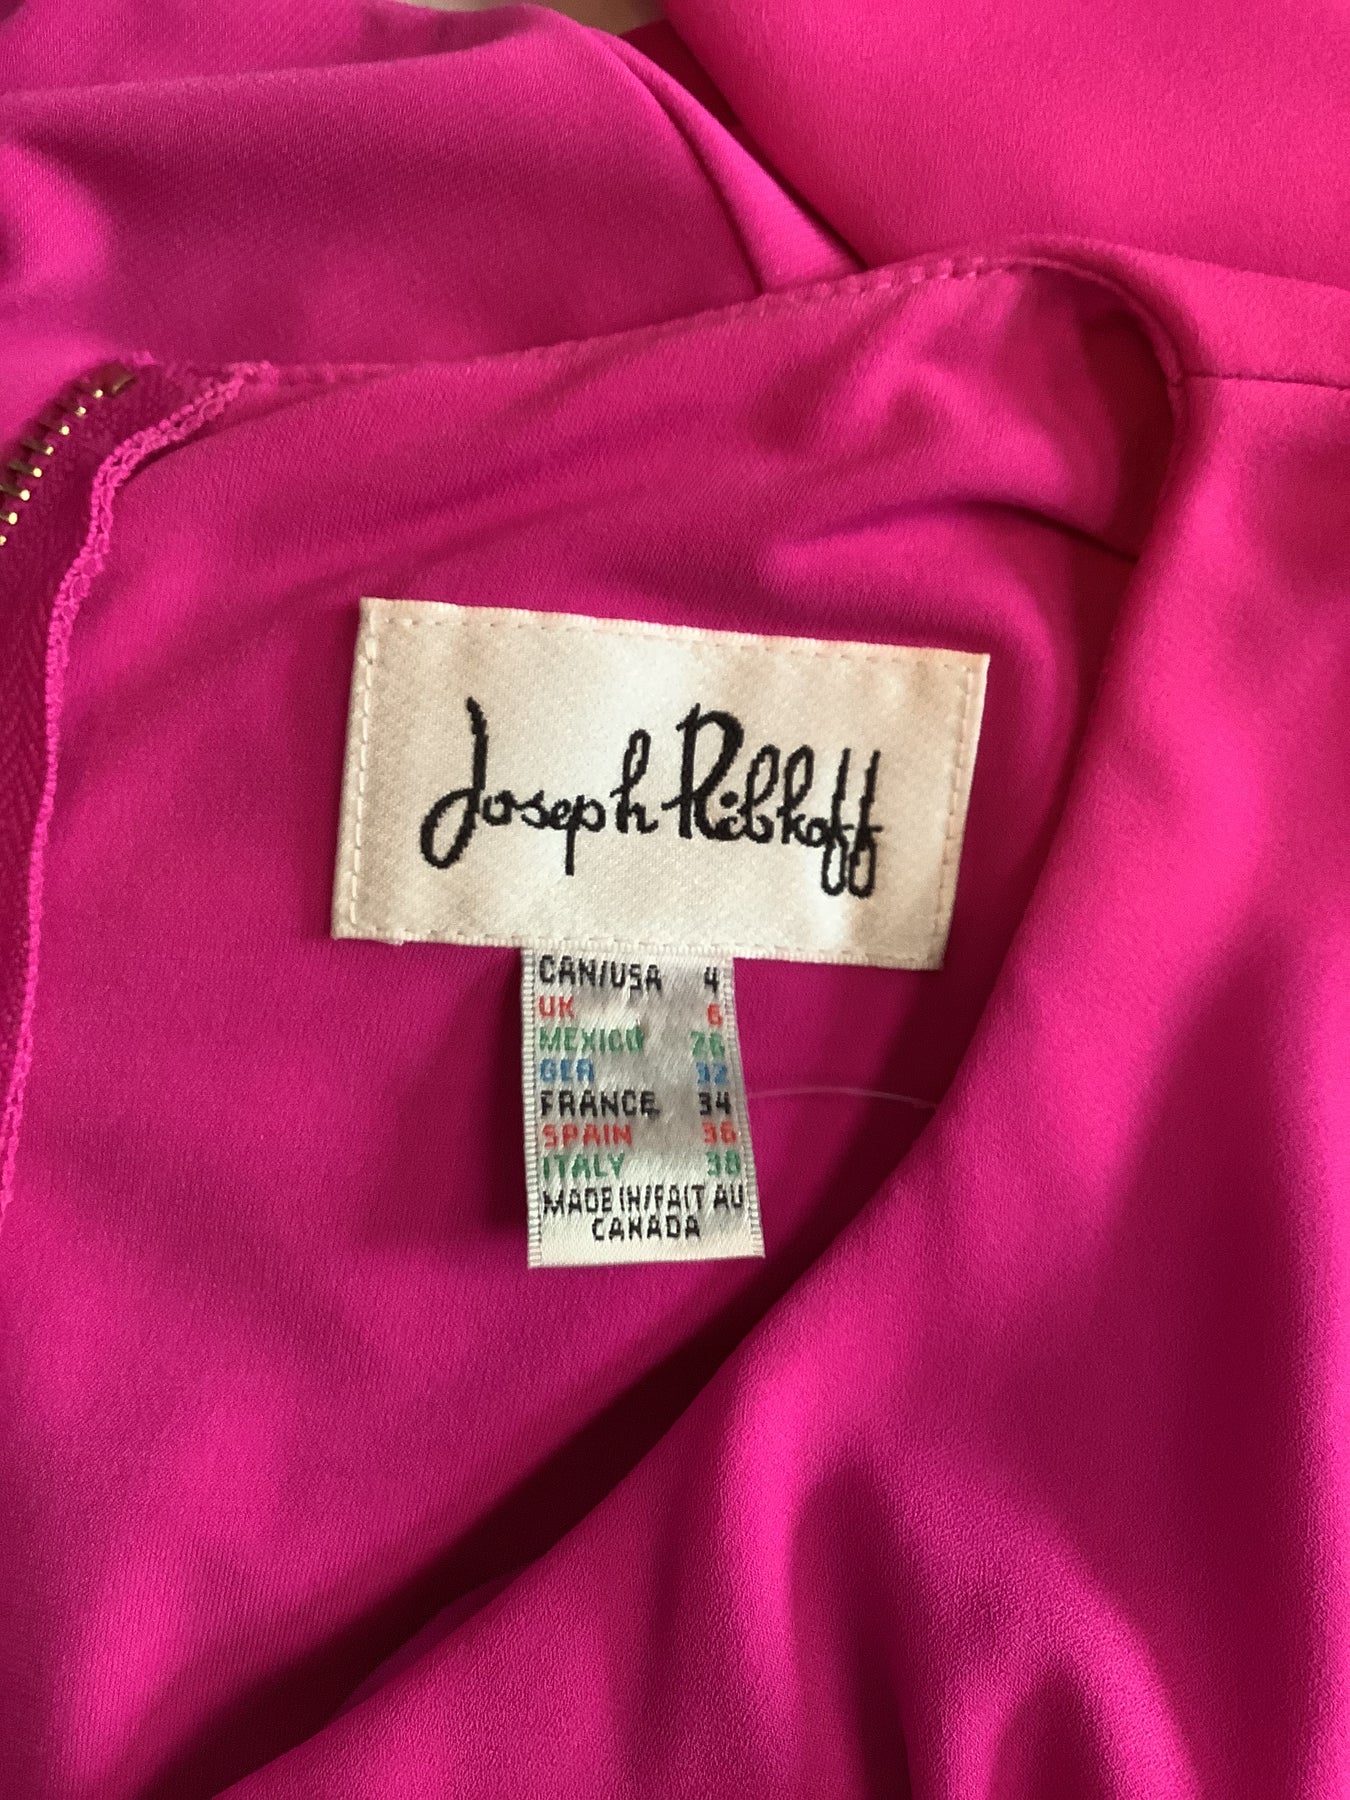 Joseph Ribkoff
CAN/USA 4
UK 6
MEXICO 26
GER 32
FRANCE 34
SPAIN 36
ITALY 38
MADE IN/FAIT AU
CANADA